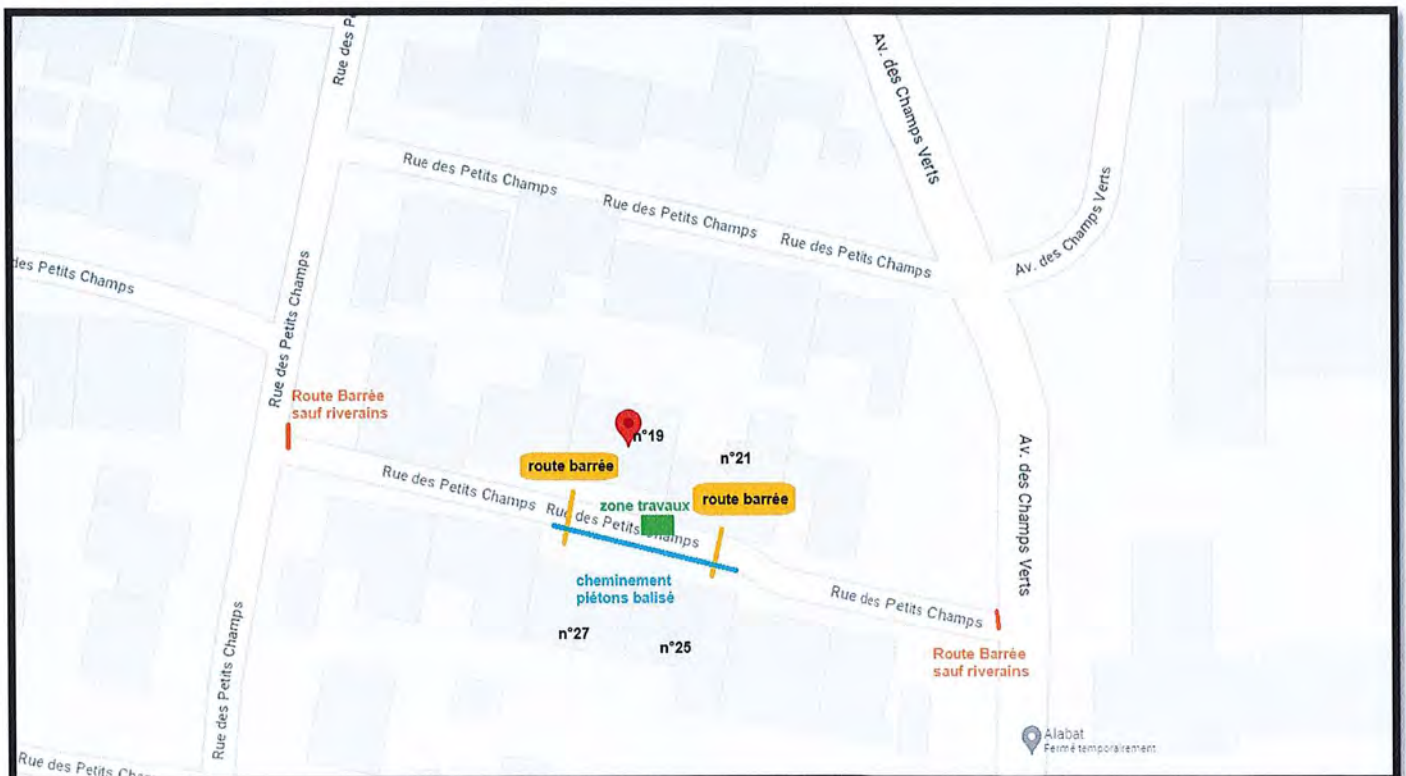 Rue des P
Av. des Champs Verts
Rue des Petits Champs
Rue des Petits Champs
Rue des Petits Champs
Av. des Champs Verts
des Petits Champs
Rue des Petits Champs
Route Barrée
sauf riverains
n°19
n°21
route barrée
route barrée
Rue des Petits Champs
zone travaux
Rue des Petits Champs
Av. des Champs Verts
cheminement
piétons balisé
Rue des Petits Champs
n°27
n°25
Route Barrée
sauf riverains
Rue des Petits Champs
Alabat
Fermé temporairement
Rue des Petits Ch